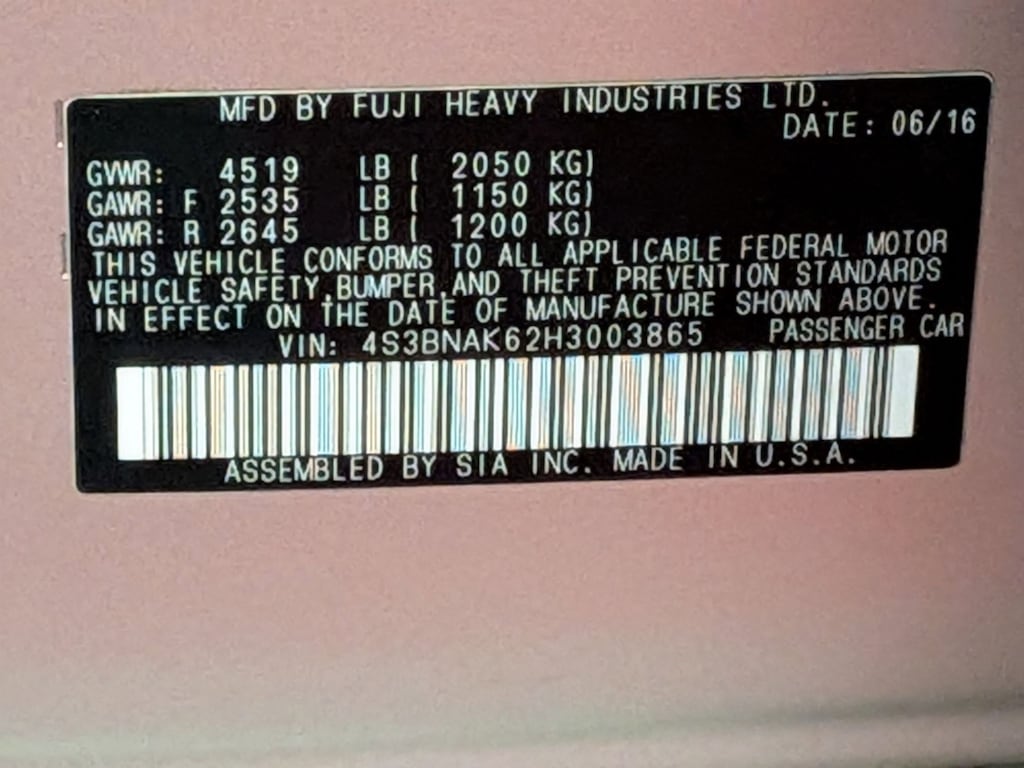 MFD BY FUJI HEAVY INDUSTRIES LTD.
DATE: 06/16
GVWR: 4519 LB ( 2050 KG)
GAWR: F 2535 LB ( 1150 KG)
GAWR: R 2645 LB ( 1200 KG)
THIS VEHICLE CONFORMS TO ALL APPLICABLE FEDERAL MOTOR
VEHICLE SAFETY,BUMPER,AND THEFT PREVENTION STANDARDS
IN EFFECT ON THE DATE OF MANUFACTURE SHOWN ABOVE.
VIN: 4S3BNAK62H3003865 PASSENGER CAR
ASSEMBLED BY SIA INC. MADE IN U.S.A.